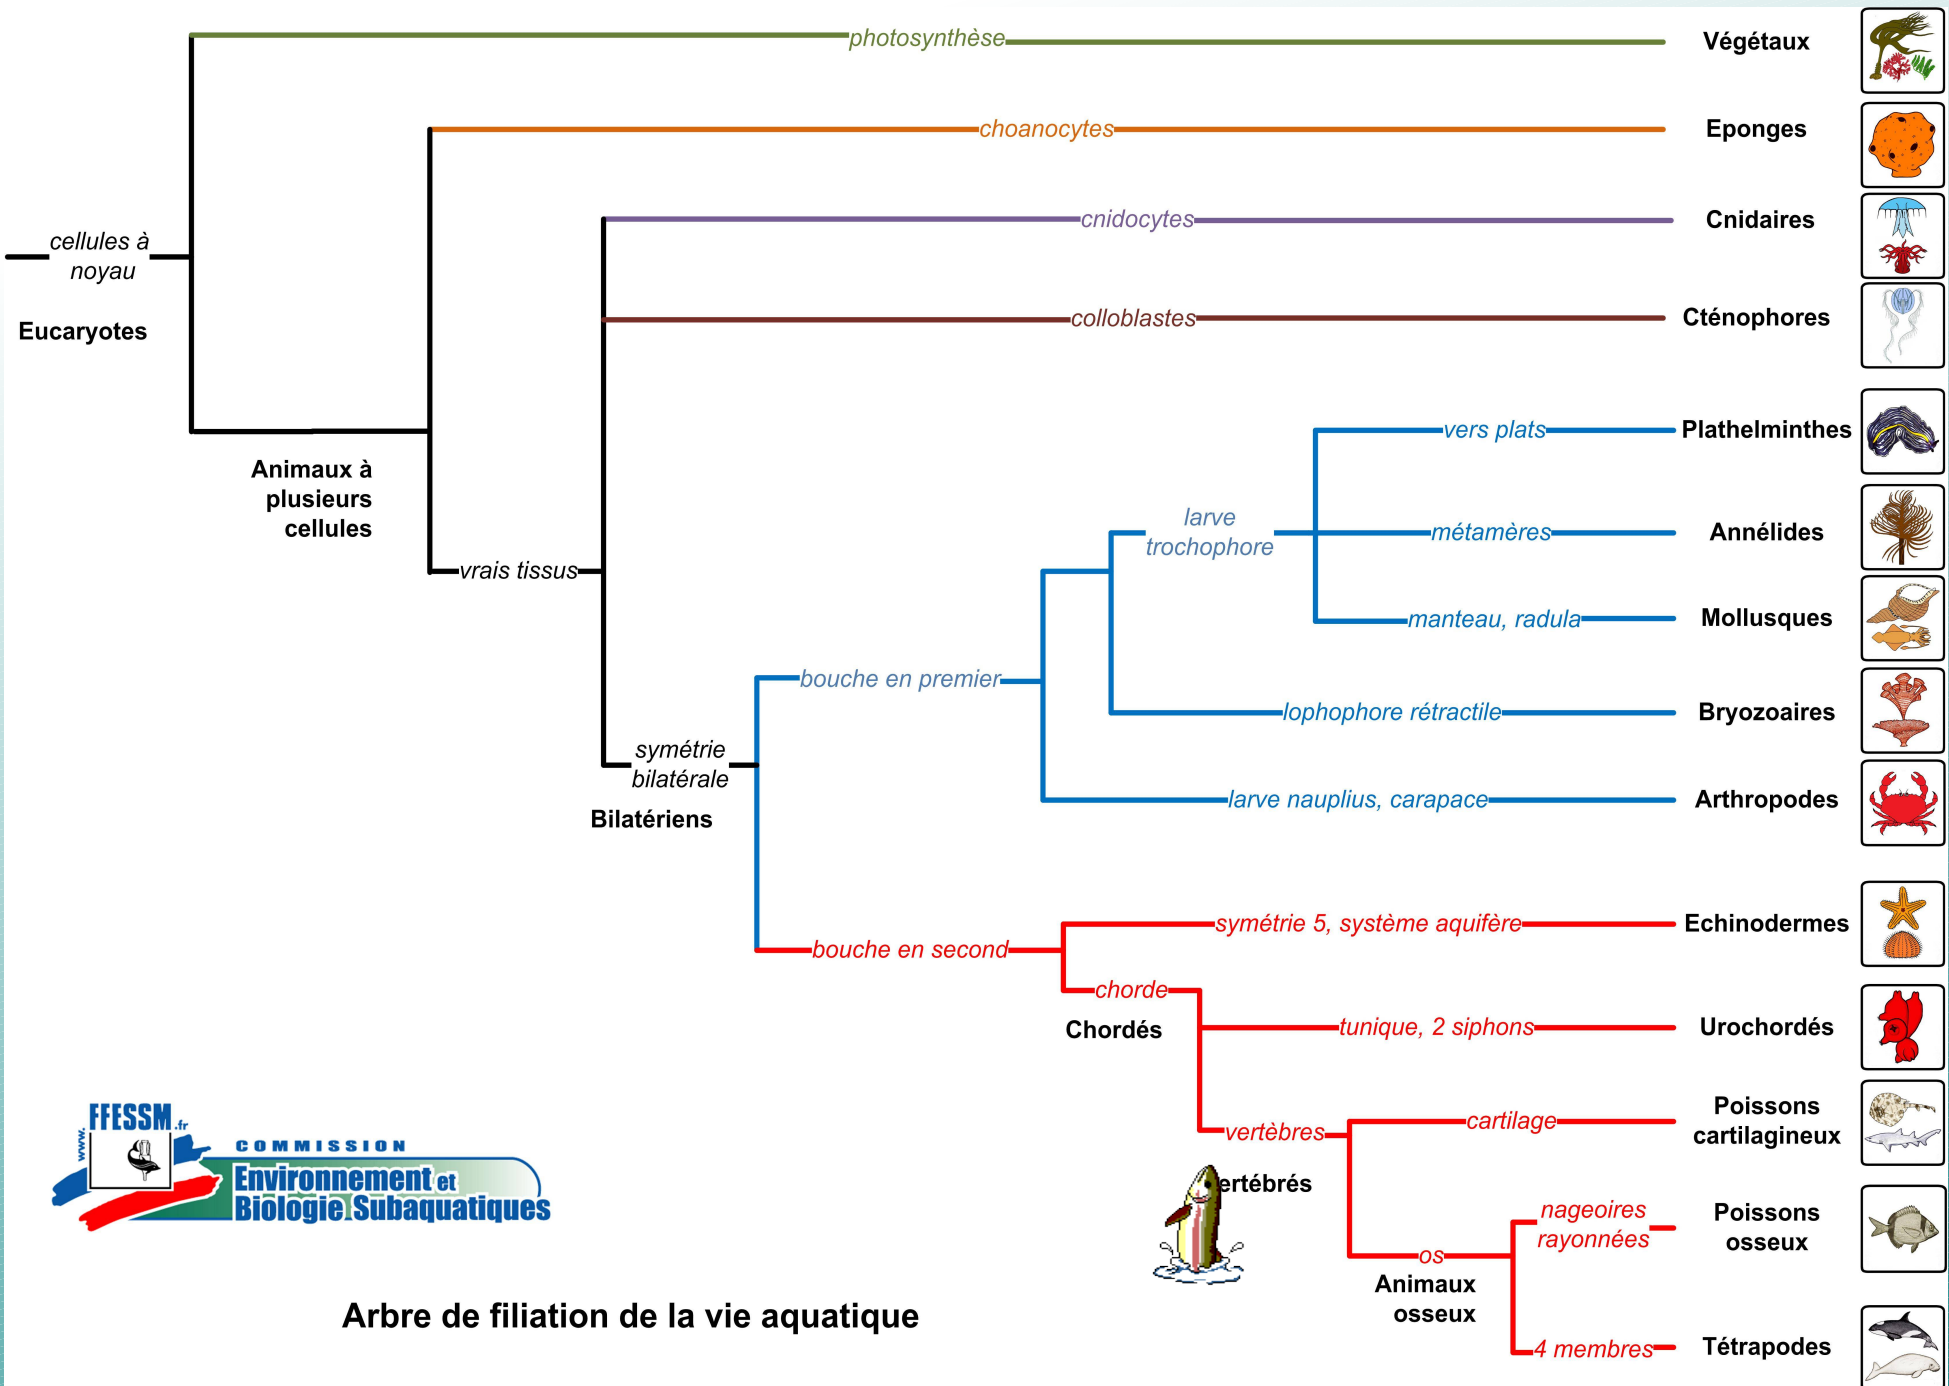 photosynthèse
Végétaux
choanocytes
Eponges
cnidocytes
Cnidaires
cellules à
noyau
Eucaryotes
colloblastes
Cténophores
vers plats
Plathelminthes
Animaux à
plusieurs
cellules
larve
trochophore
métamères
Annélides
vrais tissus
manteau, radula
Mollusques
bouche en premier
lophophore rétractile
Bryozoaires
symétrie
bilatérale
Bilatériens
larve nauplius, carapace
Arthropodes
bouche en second
symétrie 5, système aquifère
Echinodermes
chorde
Chordés
tunique, 2 siphons
Urochordés
vertèbres
ertébrés
cartilage
Poissons
cartilagineux
nageoires
rayonnées
Poissons
osseux
os
Animaux
osseux
4 membres
Tétrapodes
www.
FFESSM
.fr
COMMISSION
Environnement et
Biologie Subaquatiques
Arbre de filiation de la vie aquatique